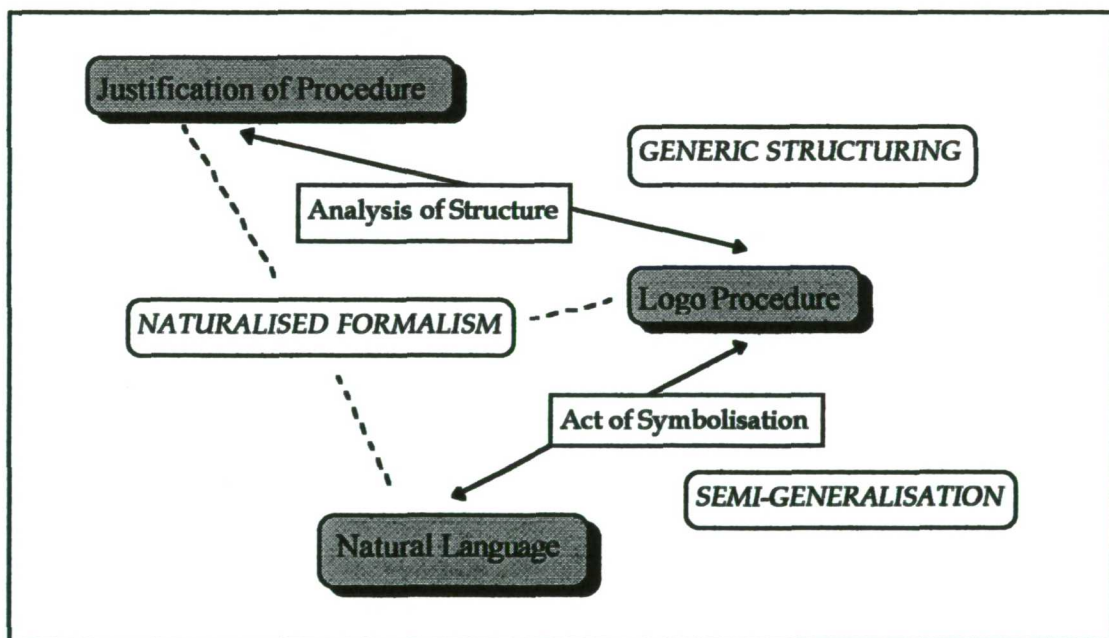 Justification of Procedure
GENERIC STRUCTURING
Analysis of Structure
Logo Procedure
NATURALISED FORMALISM
Act of Symbolisation
SEMI-GENERALISATION
Natural Language